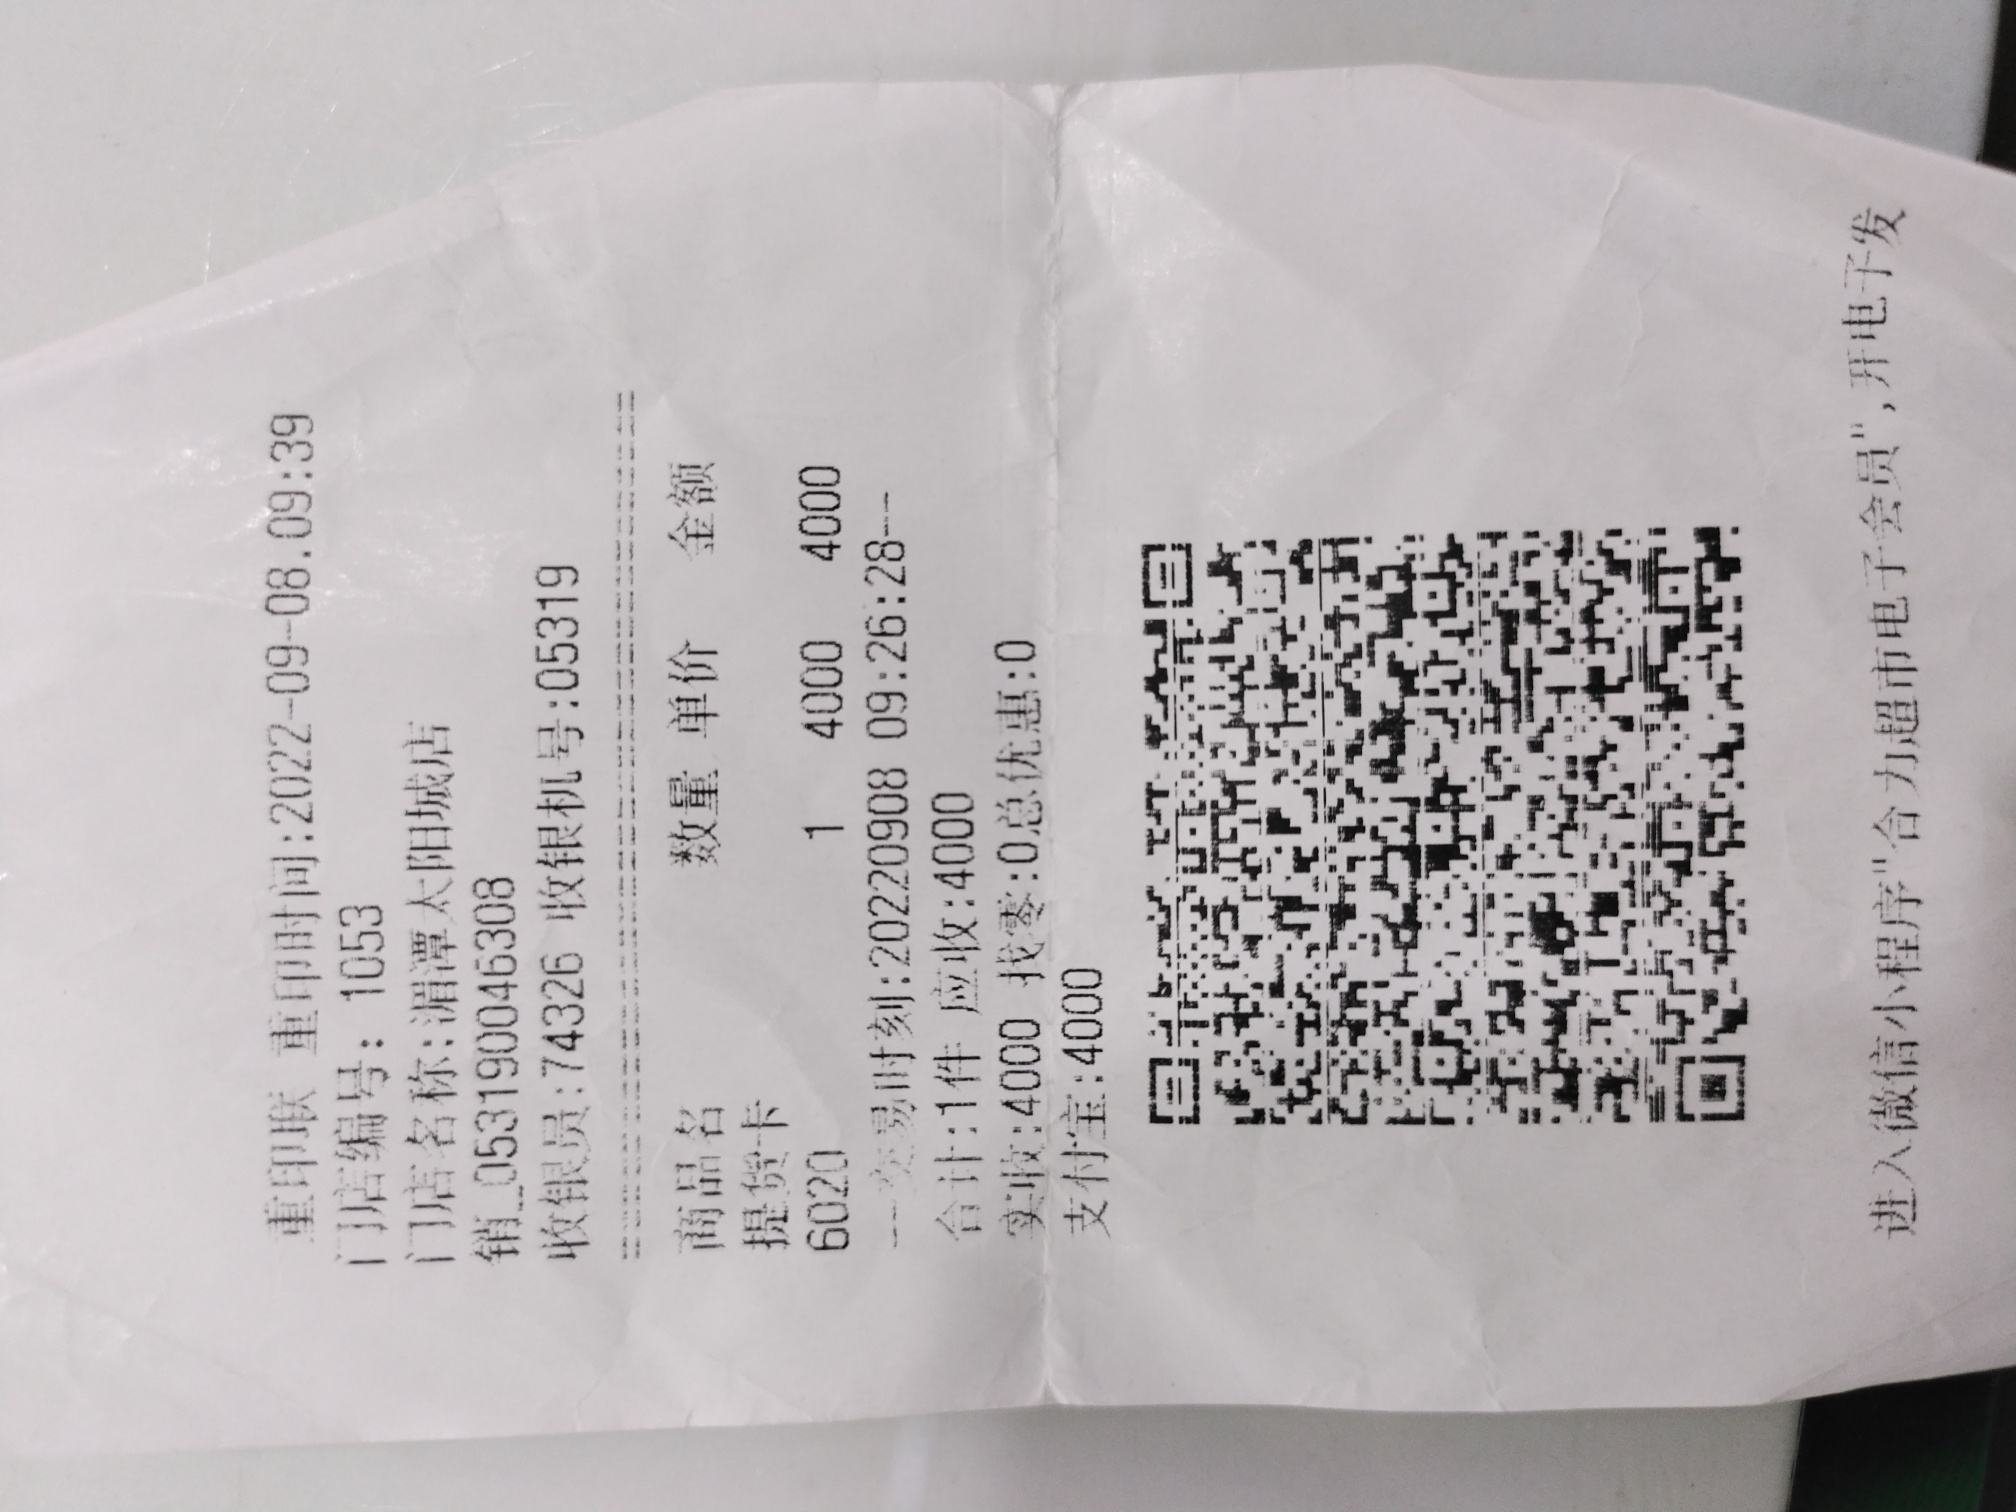 重印联 重印时间:2022-09-08.09:39
门店编号: 1053
门店名称:湄潭太阳城店
销_053190046308
收银员:74326 收银机号:05319
商品名 数量 单价 金额
提货卡
6020 1 4000 4000
---交易时刻:20220908 09:26:28---
合计:1件 应收:4000
实收:4000 找零:0总优惠:0
支付宝:4000
进入微信小程序"合力超市电子会员",开电子发